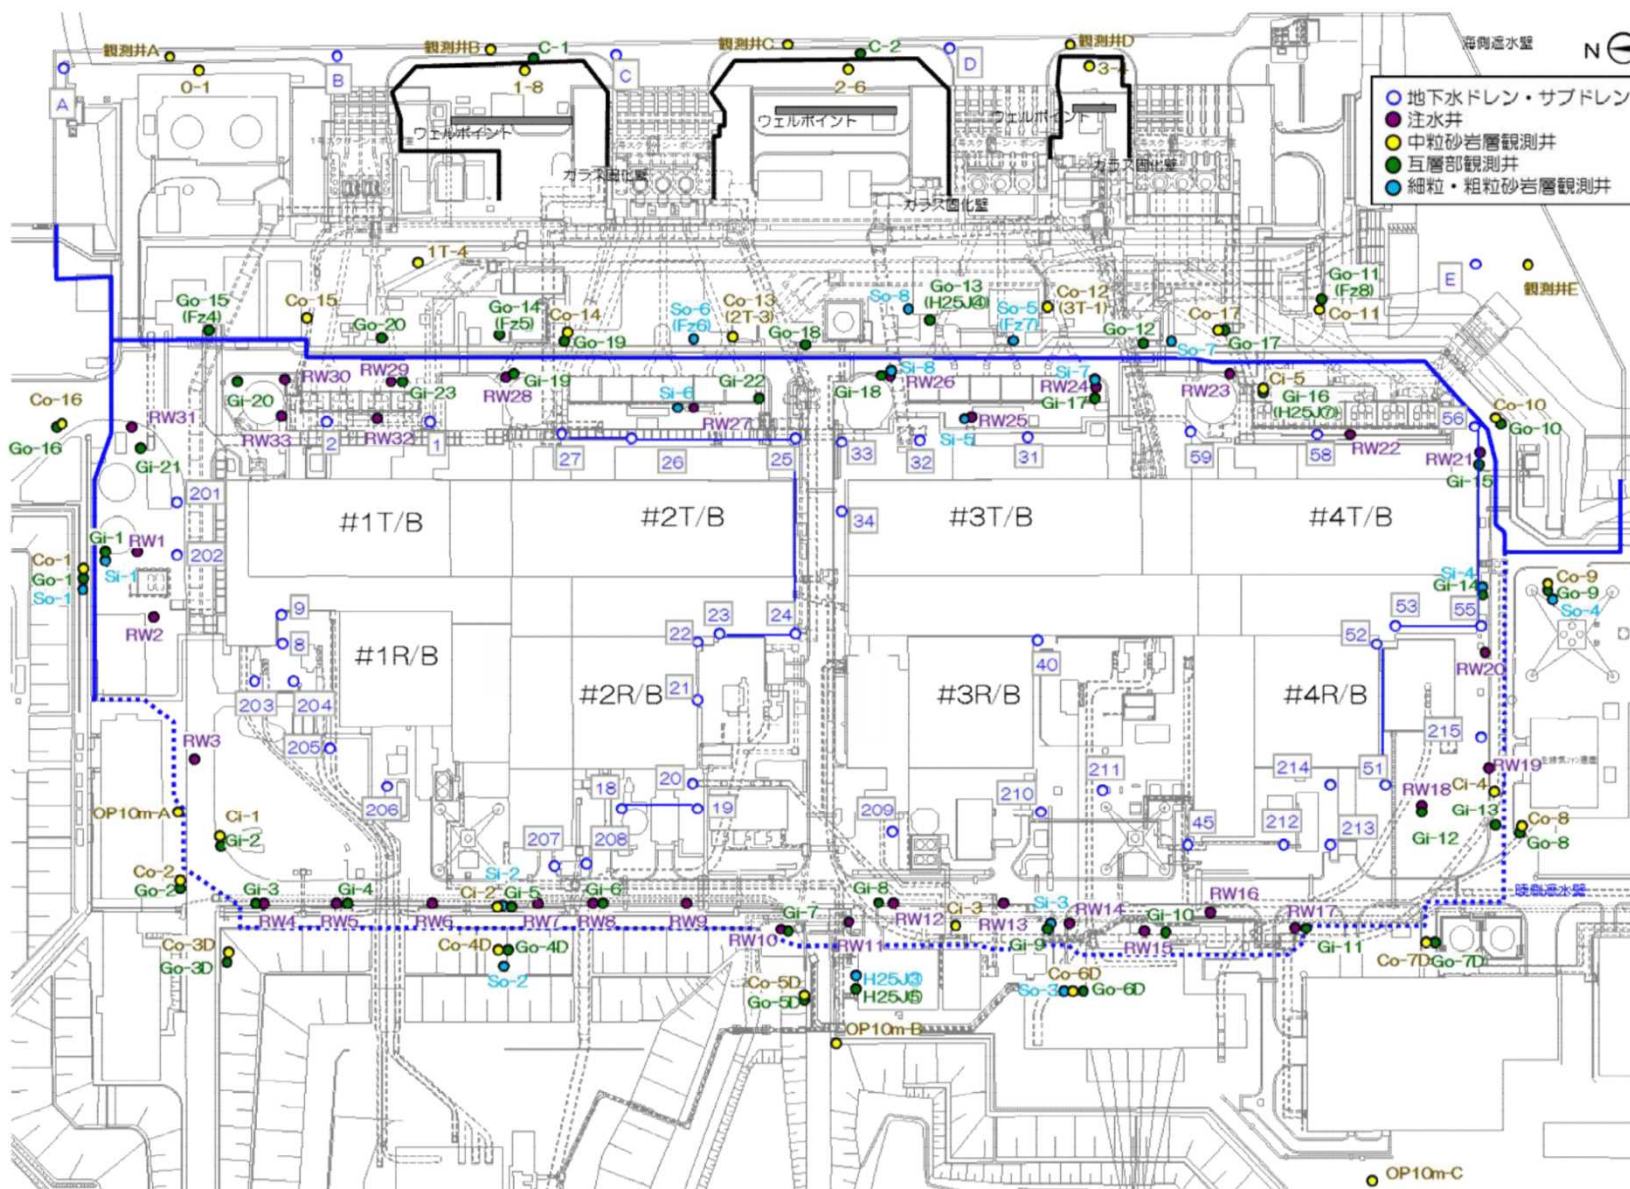 観測井A
観測井B
C-1
観測井C
C-2
観測井D
海側遮水壁
N
A
0-1
B
1-8
C
2-6
D
3-4
地下水ドレン・サブドレン
注水井
中粒砂岩層観測井
互層部観測井
細粒・粗粒砂岩層観測井
ウェルポイント
ウェルポイント
ウェルポイント
ガラス固化壁
ガラス固化壁
ガラス固化壁
1T-4
E
観測井E
Go-15
(Fz4)
Co-15
Go-20
Go-14
(Fz5)
Co-14
Go-19
So-6
(Fz6)
Co-13
(2T-3)
Go-18
So-8
Go-13
(H25J④)
So-5
(Fz7)
Co-12
(3T-1)
Go-12
So-7
Co-17
Go-17
Go-11
(Fz8)
Co-11
Co-16
Go-16
RW31
Gi-21
Gi-20
RW30
RW33
RW29
Gi-23
RW32
RW28
Gi-19
Si-6
RW27
Gi-22
Gi-18
Si-8
RW26
Si-5
RW25
Si-7
RW24
Gi-17
RW23
Ci-5
Gi-16
(H25J⑦)
RW22
Co-10
Go-10
RW21
Gi-15
2
1
27
26
25
33
32
31
59
58
56
201
202
34
#1T/B
#2T/B
#3T/B
#4T/B
Gi-1
RW1
Si-1
Co-1
Go-1
So-1
RW2
9
8
203
204
205
206
#1R/B
#2R/B
#3R/B
#4R/B
22
23
24
21
20
18
19
207
208
40
209
210
211
45
212
213
214
51
52
53
55
215
Si-4
Gi-14
Co-9
Go-9
So-4
RW20
RW19
RW18
Ci-4
Gi-13
Gi-12
Co-8
Go-8
RW3
OP10m-A
Ci-1
Gi-2
Co-2
Go-2
Gi-3
RW4
Gi-4
RW5
RW6
Si-2
Ci-2
Gi-5
RW7
Gi-6
RW8
RW9
Gi-7
RW10
Gi-8
RW11
RW12
Ci-3
RW13
Si-3
Gi-9
RW14
Gi-10
RW15
RW16
RW17
Gi-11
陸側遮水壁
Co-3D
Go-3D
Co-4D
Go-4D
So-2
Co-5D
Go-5D
H25J③
H25J⑤
Co-6D
So-3
Go-6D
Co-7D
Go-7D
OP10m-B
OP10m-C